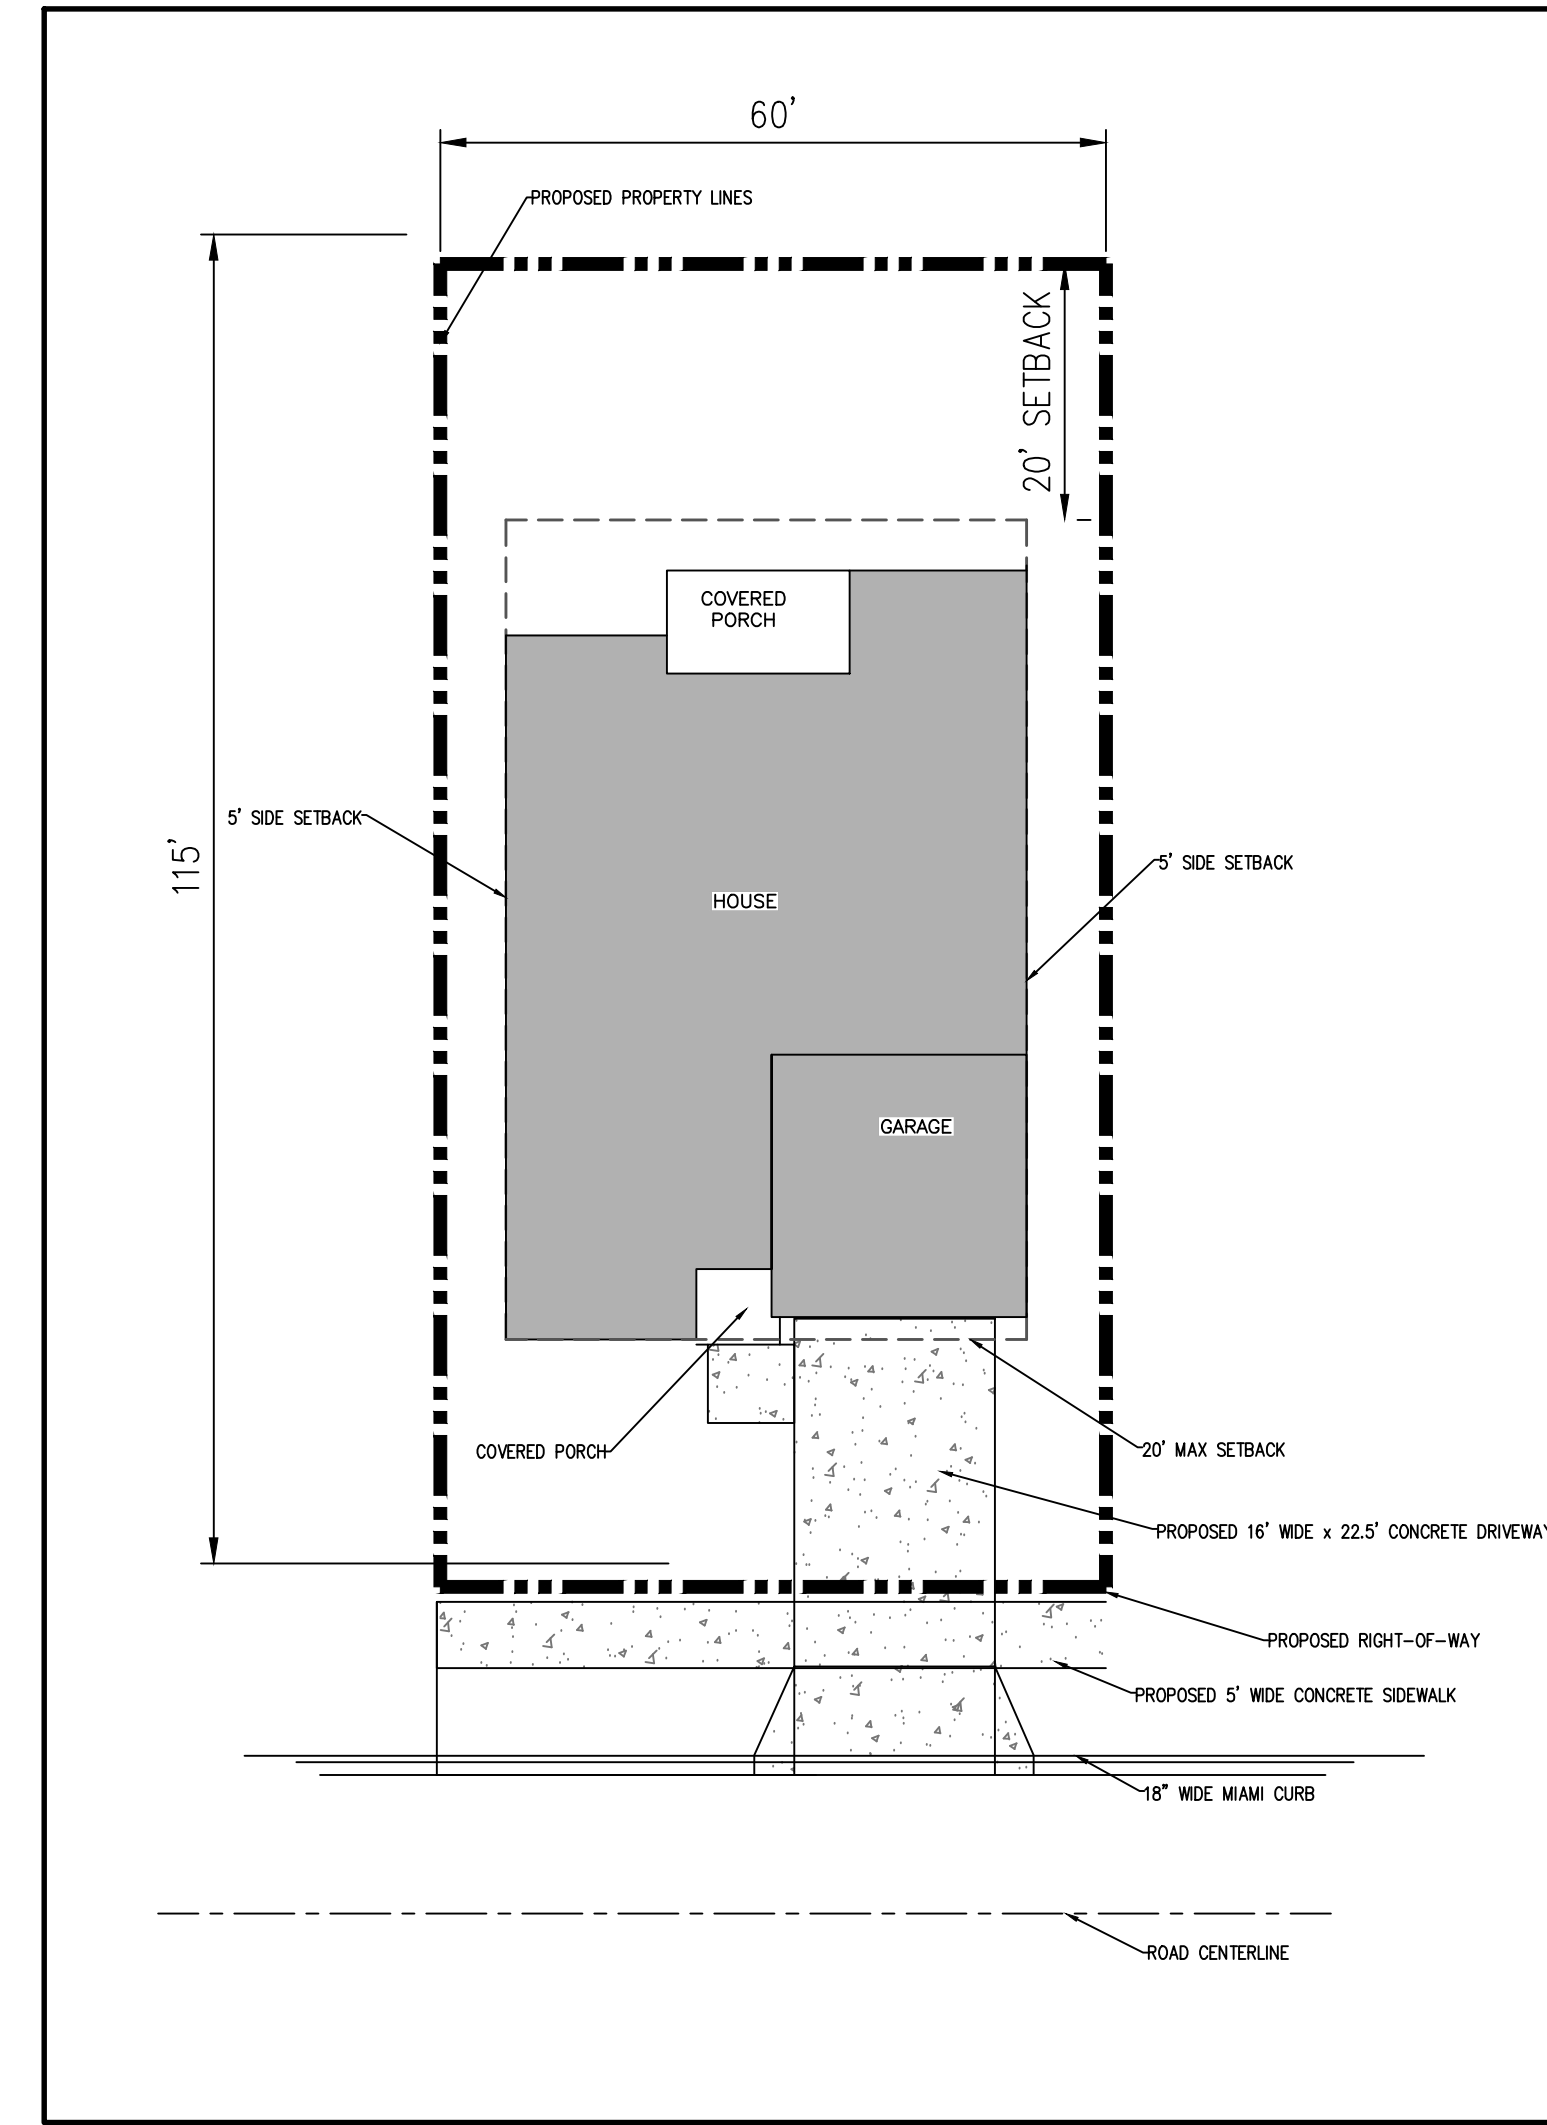 60'
PROPOSED PROPERTY LINES
20' SETBACK
COVERED
PORCH
5' SIDE SETBACK
115'
5' SIDE SETBACK
HOUSE
GARAGE
COVERED PORCH
20' MAX SETBACK
PROPOSED 16' WIDE x 22.5' CONCRETE DRIVEWAY
PROPOSED RIGHT-OF-WAY
PROPOSED 5' WIDE CONCRETE SIDEWALK
18" WIDE MIAMI CURB
ROAD CENTERLINE